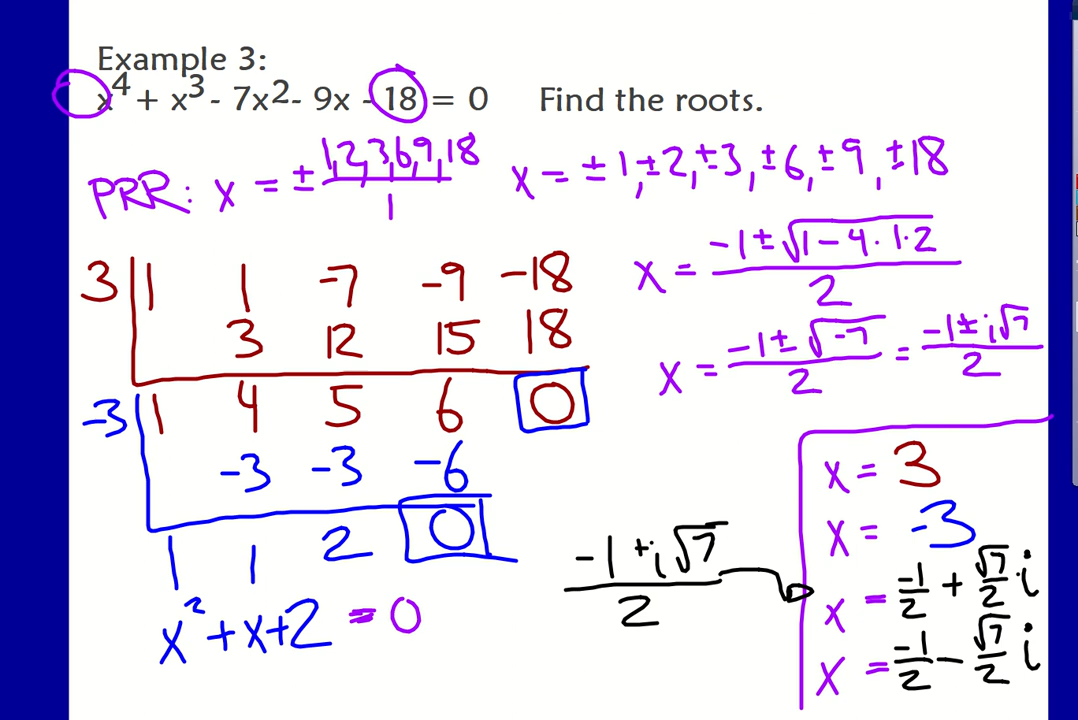 Example 3:
x⁴ + x³ - 7x² - 9x - 18 = 0 Find the roots.
PRR: x = ± 1,2,3,6,9,18 / 1 x = ±1, ±2, ±3, ±6, ±9, ±18
x = -1 ± √1 - 4 · 1 · 2 / 2
3 | 1 1 -7 -9 -18
3 12 15 18
x = -1 ± √-7 / 2 = -1 ± i√7 / 2
-3 | 1 4 5 6 0
-3 -3 -6
1 1 2 0
x² + x + 2 = 0
-1 ± i√7 / 2
x = 3
x = -3
x = -1/2 + √7/2 · i
x = -1/2 - √7/2 i